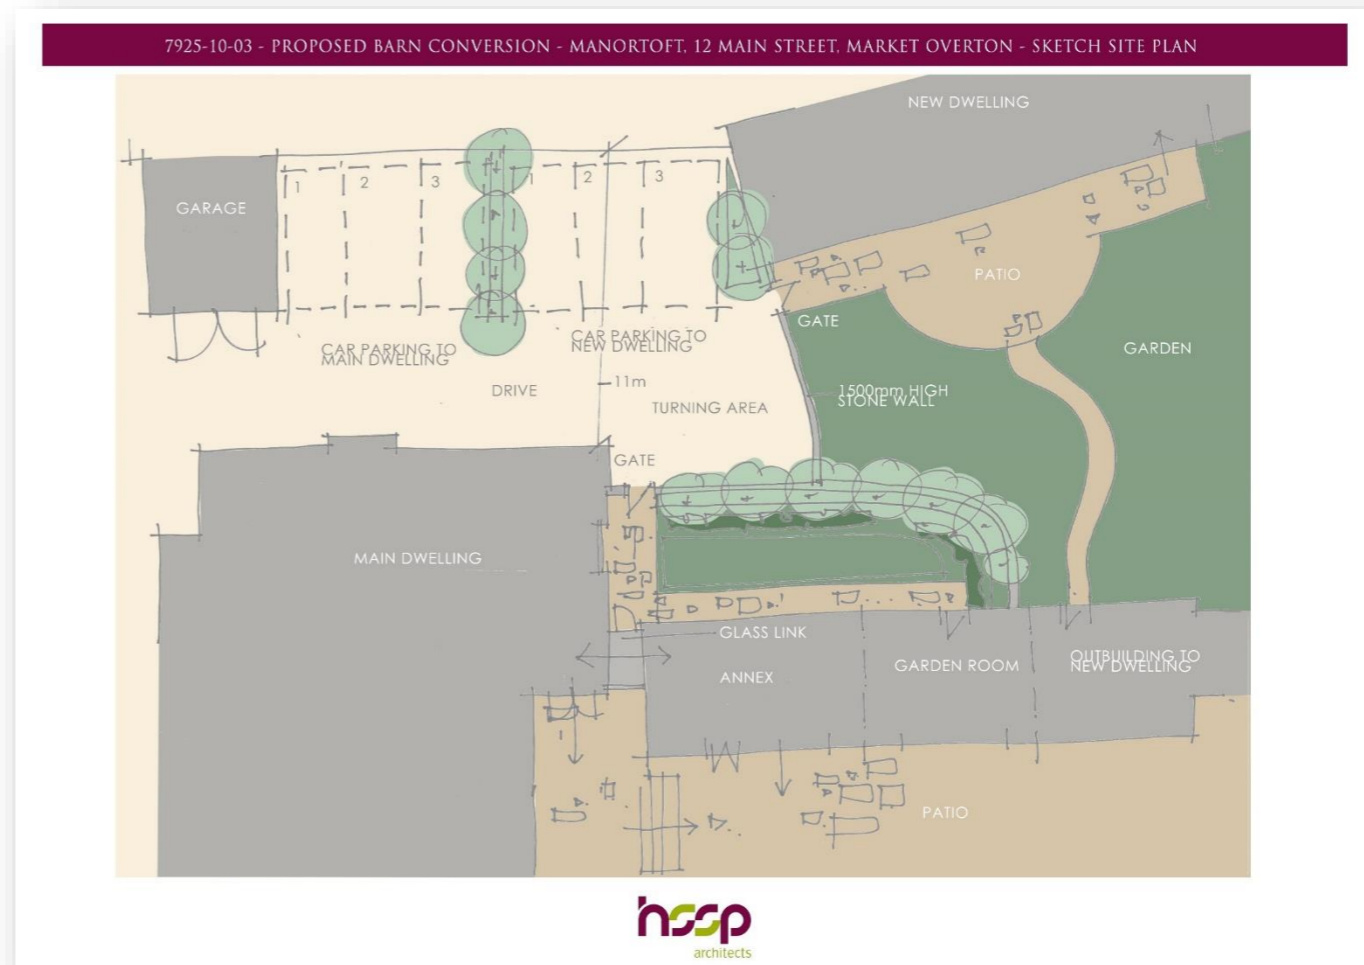 7925-10-03 - PROPOSED BARN CONVERSION - MANORTOFT, 12 MAIN STREET, MARKET OVERTON - SKETCH SITE PLAN
NEW DWELLING
1
2
3
1
2
3
GARAGE
PATIO
GATE
CAR PARKING TO
MAIN DWELLING
CAR PARKING TO
NEW DWELLING
GARDEN
DRIVE
11m
1500mm HIGH
STONE WALL
TURNING AREA
GATE
MAIN DWELLING
GLASS LINK
ANNEX
GARDEN ROOM
OUTBUILDING TO
NEW DWELLING
PATIO
hssp
architects